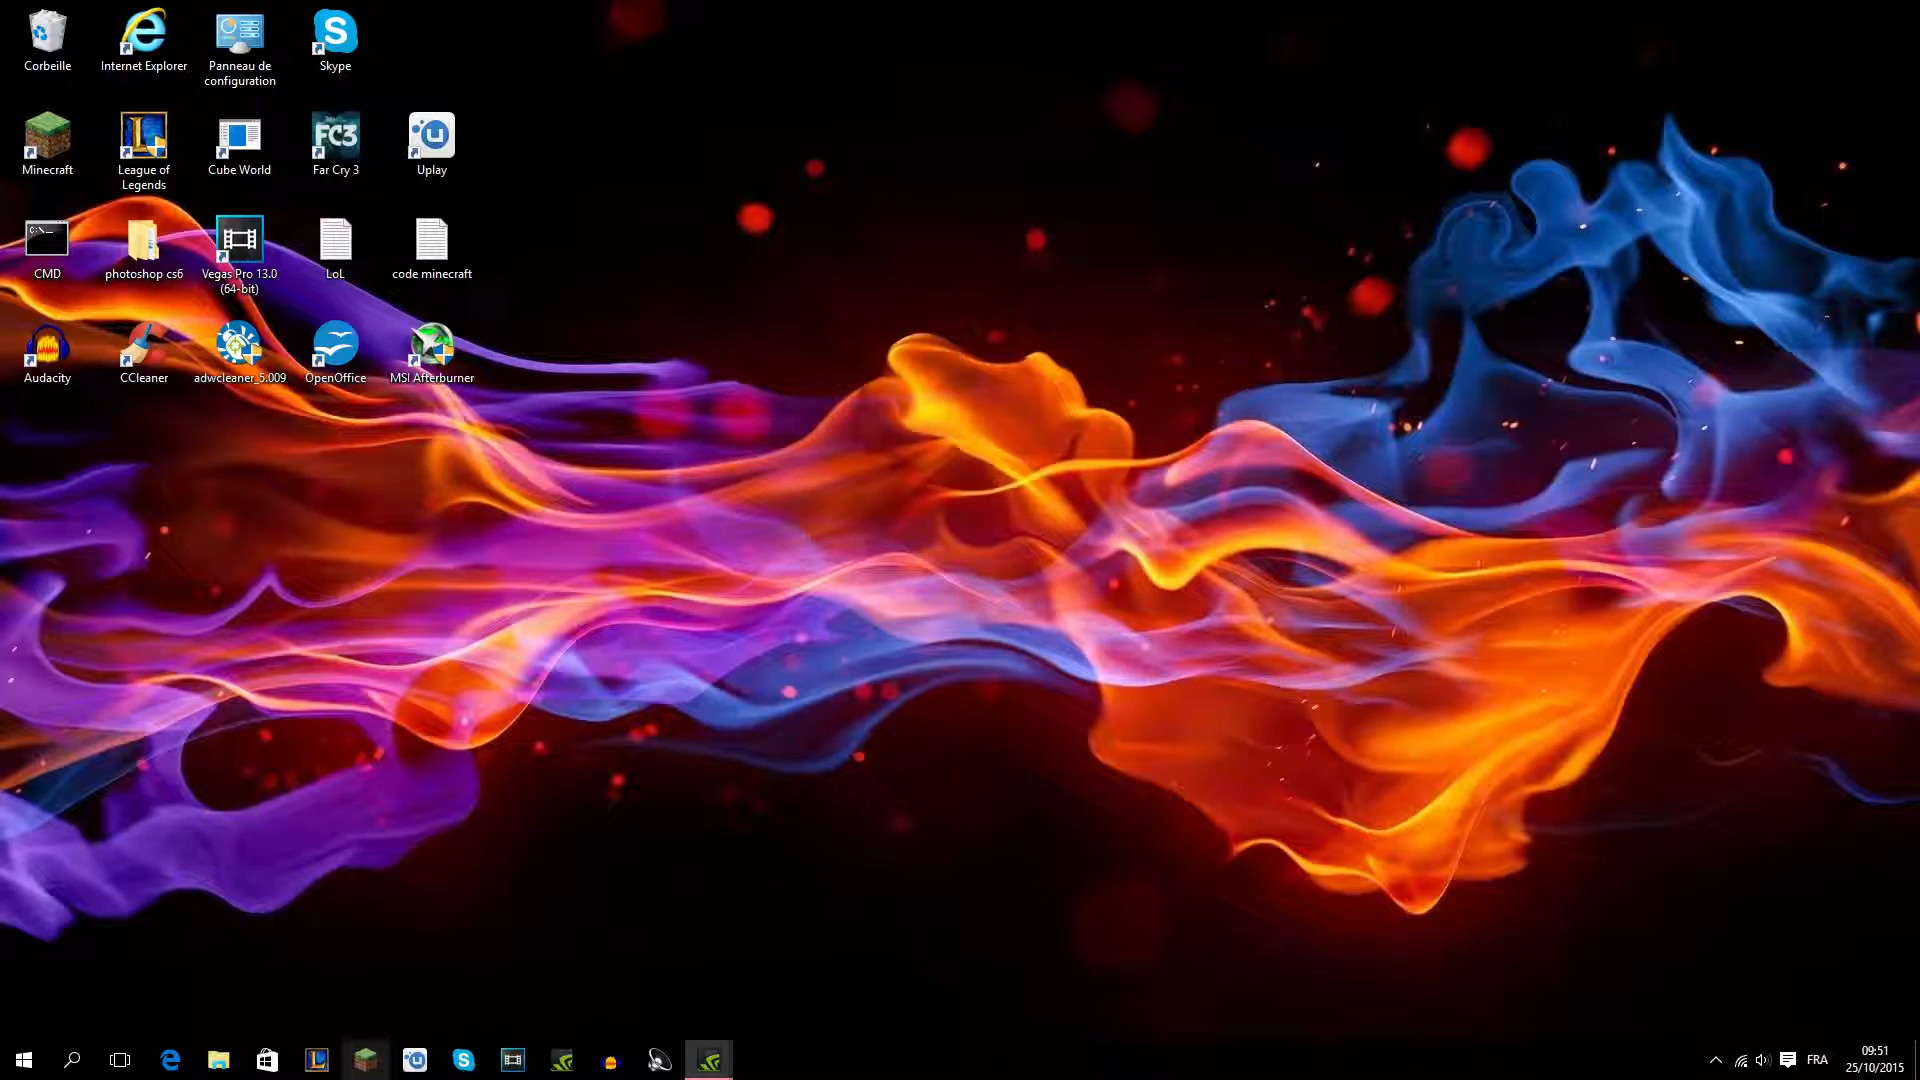 Corbeille
Internet Explorer
Panneau de
configuration
Skype
Minecraft
League of
Legends
Cube World
FC3
Far Cry 3
Uplay
C:\._
CMD
photoshop cs6
Vegas Pro 13.0
(64-bit)
LoL
code minecraft
Audacity
CCleaner
adwcleaner_5.009
OpenOffice
MSI Afterburner
FRA
09:51
25/10/2015